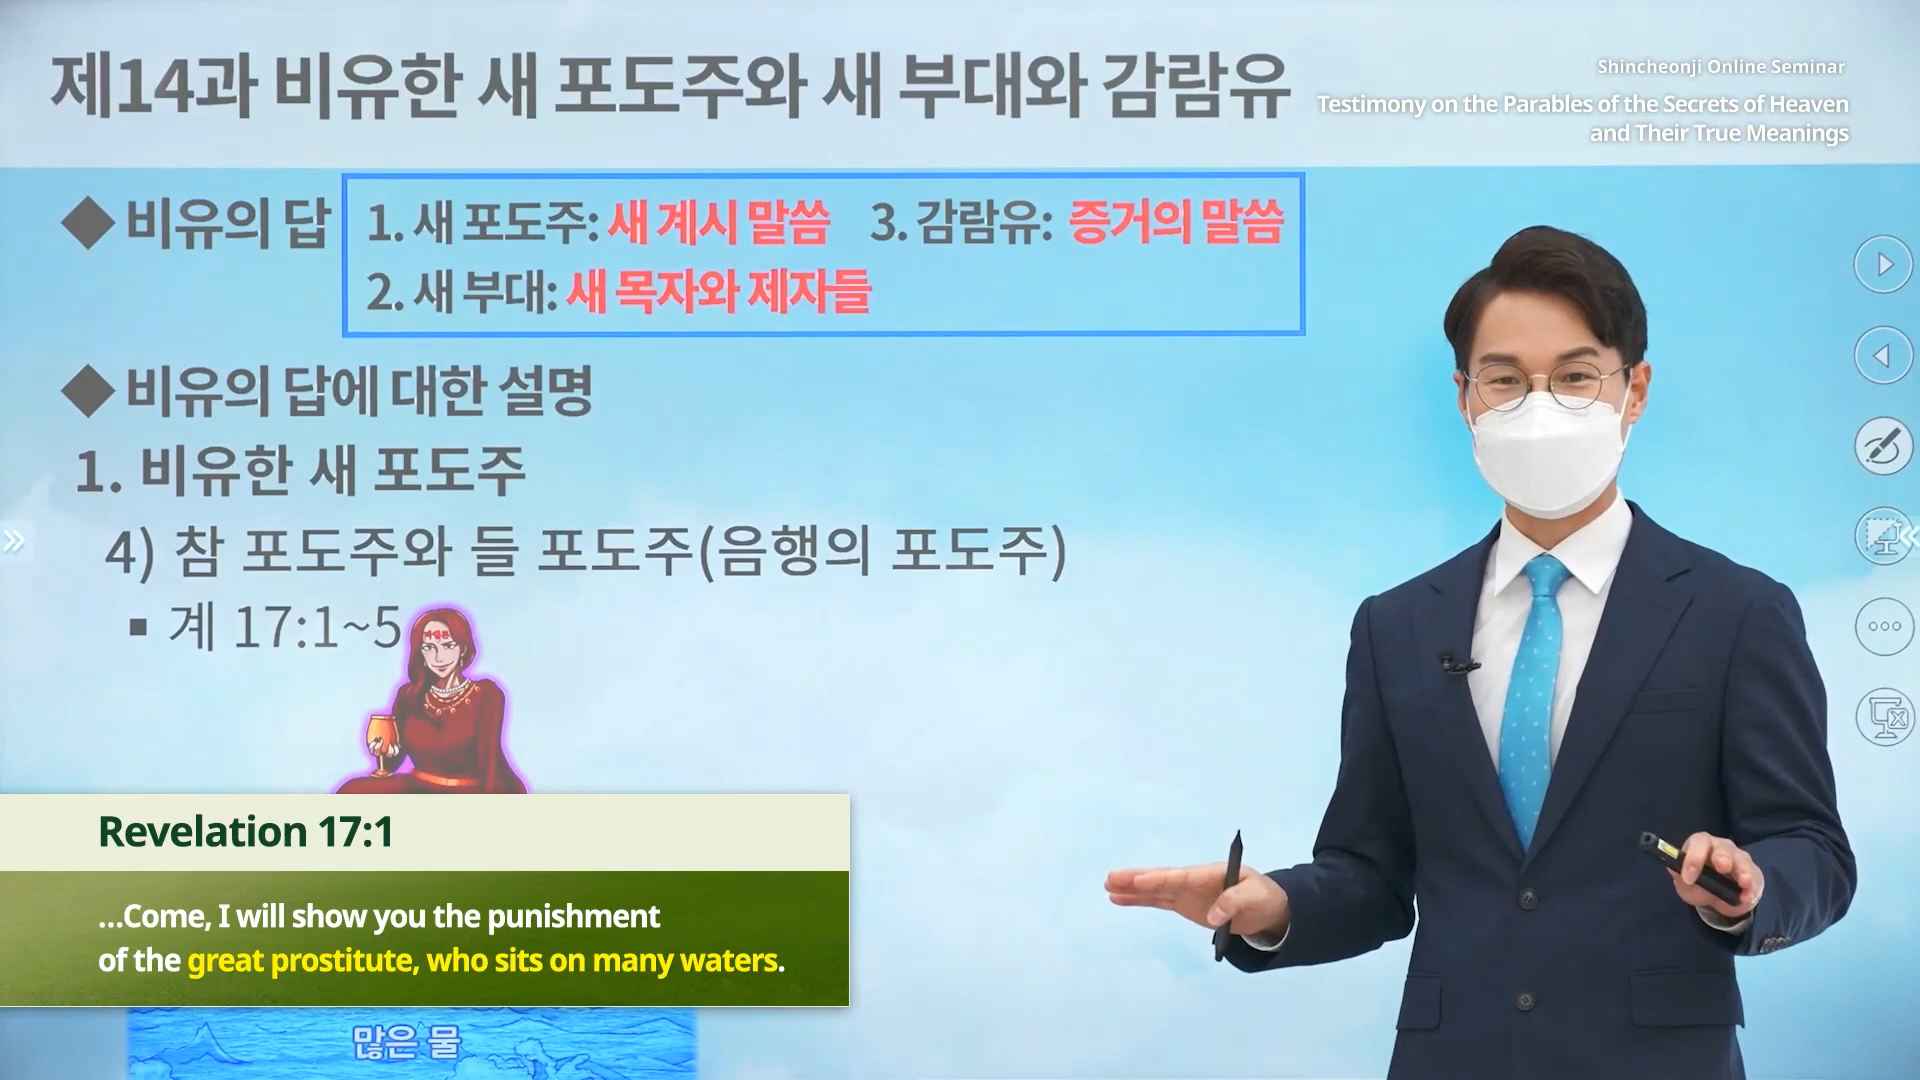 제14과 비유한 새 포도주와 새 부대와 감람유
Shincheonji Online Seminar
Testimony on the Parables of the Secrets of Heaven
and Their True Meanings
◆ 비유의 답
1. 새 포도주: 새 계시 말씀 3. 감람유: 증거의 말씀
2. 새 부대: 새 목자와 제자들
◆ 비유의 답에 대한 설명
1. 비유한 새 포도주
4) 참 포도주와 들 포도주(음행의 포도주)
▪ 계 17:1~5
바벨론
Revelation 17:1
...Come, I will show you the punishment
of the great prostitute, who sits on many waters.
많은 물